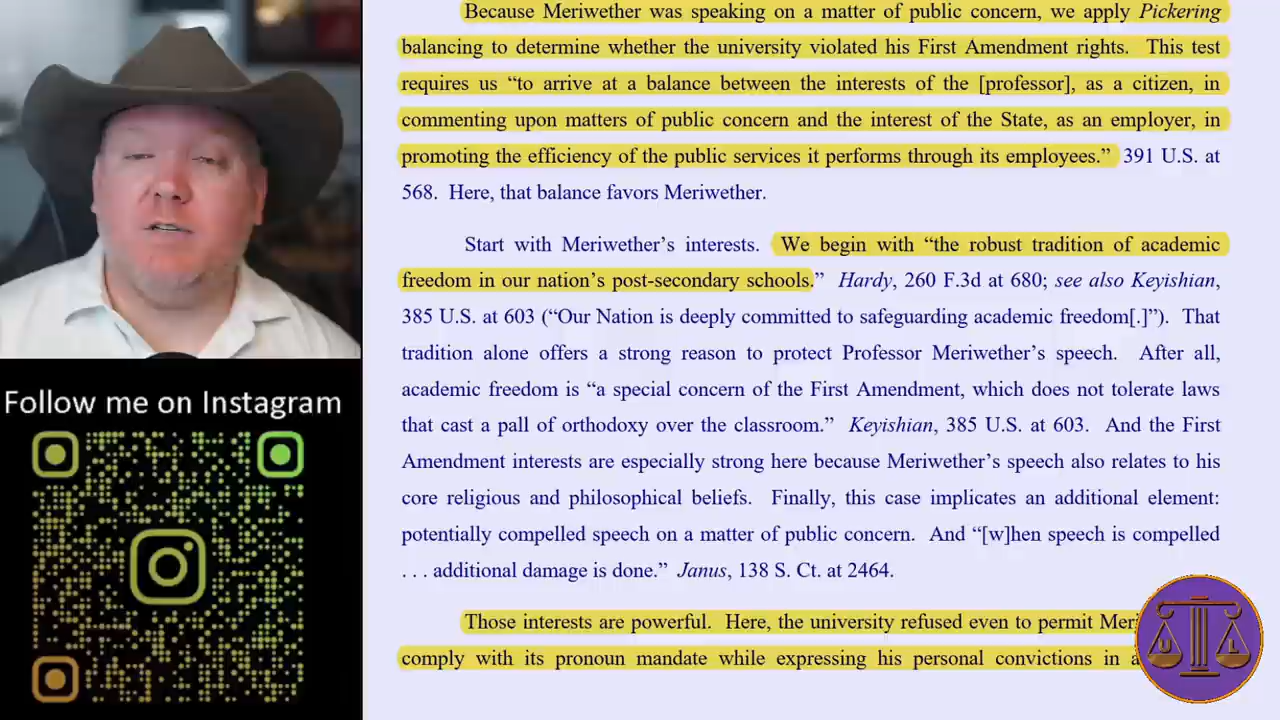 Because Meriwether was speaking on a matter of public concern, we apply Pickering
balancing to determine whether the university violated his First Amendment rights. This test
requires us “to arrive at a balance between the interests of the [professor], as a citizen, in
commenting upon matters of public concern and the interest of the State, as an employer, in
promoting the efficiency of the public services it performs through its employees.” 391 U.S. at
568. Here, that balance favors Meriwether.
Start with Meriwether’s interests. We begin with “the robust tradition of academic
freedom in our nation’s post-secondary schools.” Hardy, 260 F.3d at 680; see also Keyishian,
385 U.S. at 603 (“Our Nation is deeply committed to safeguarding academic freedom[.]”). That
tradition alone offers a strong reason to protect Professor Meriwether’s speech. After all,
academic freedom is “a special concern of the First Amendment, which does not tolerate laws
that cast a pall of orthodoxy over the classroom.” Keyishian, 385 U.S. at 603. And the First
Amendment interests are especially strong here because Meriwether’s speech also relates to his
core religious and philosophical beliefs. Finally, this case implicates an additional element:
potentially compelled speech on a matter of public concern. And “[w]hen speech is compelled
. . . additional damage is done.” Janus, 138 S. Ct. at 2464.
Those interests are powerful. Here, the university refused even to permit
comply with its pronoun mandate while expressing his personal convictions in
Follow me on Instagram